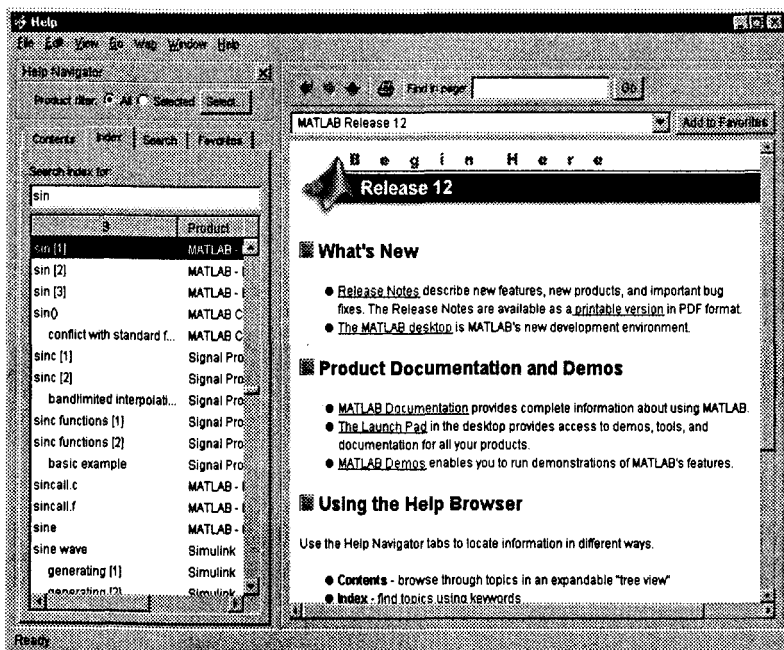 Help
File Edit View Go Web Window Help
Help Navigator
Product filter: All Selected Select...
Contents Index Search Favorites
Search index for:
sin
3 Product
sin [1] MATLAB -
sin [2] MATLAB - I
sin [3] MATLAB - I
sin() MATLAB C
conflict with standard f... MATLAB C
sinc [1] Signal Pro
sinc [2] Signal Pro
bandlimited interpolati... Signal Pro
sinc functions [1] Signal Pro
sinc functions [2] Signal Pro
basic example Signal Pro
sincall.c MATLAB - I
sincall.f MATLAB - I
sine MATLAB - I
sine wave Simulink
generating [1] Simulink
generating [2] Simulink
Ready
Find in page: Go
MATLAB Release 12 Add to Favorites
Begin Here
Release 12
What's New
● Release Notes describe new features, new products, and important bug
fixes. The Release Notes are available as a printable version in PDF format.
● The MATLAB desktop is MATLAB's new development environment.
Product Documentation and Demos
● MATLAB Documentation provides complete information about using MATLAB.
● The Launch Pad in the desktop provides access to demos, tools, and
documentation for all your products.
● MATLAB Demos enables you to run demonstrations of MATLAB's features.
Using the Help Browser
Use the Help Navigator tabs to locate information in different ways.
● Contents - browse through topics in an expandable "tree view"
● Index - find topics using keywords